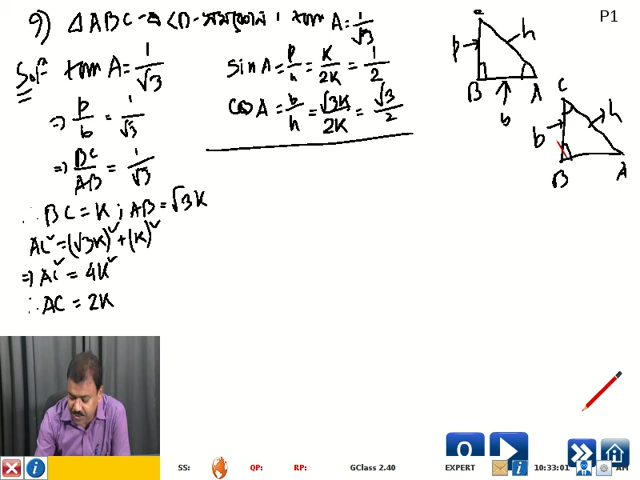 9) ΔABC-ৰ <B-সমকোণ। tan A = 1/√3
P1
Solⁿ: tan A = 1/√3
⇒ p/b = 1/√3
⇒ BC/AB = 1/√3
∴ BC = K ; AB = √3K
AC² = (√3K)² + (K)²
⇒ AC² = 4K²
∴ AC = 2K
sin A = p/h = K/2K = 1/2
cos A = b/h = √3K/2K = √3/2
C
p
h
B
A
b
C
b
h
B
A
SS:
QP:
RP:
GClass 2.40
EXPERT
10:33:01